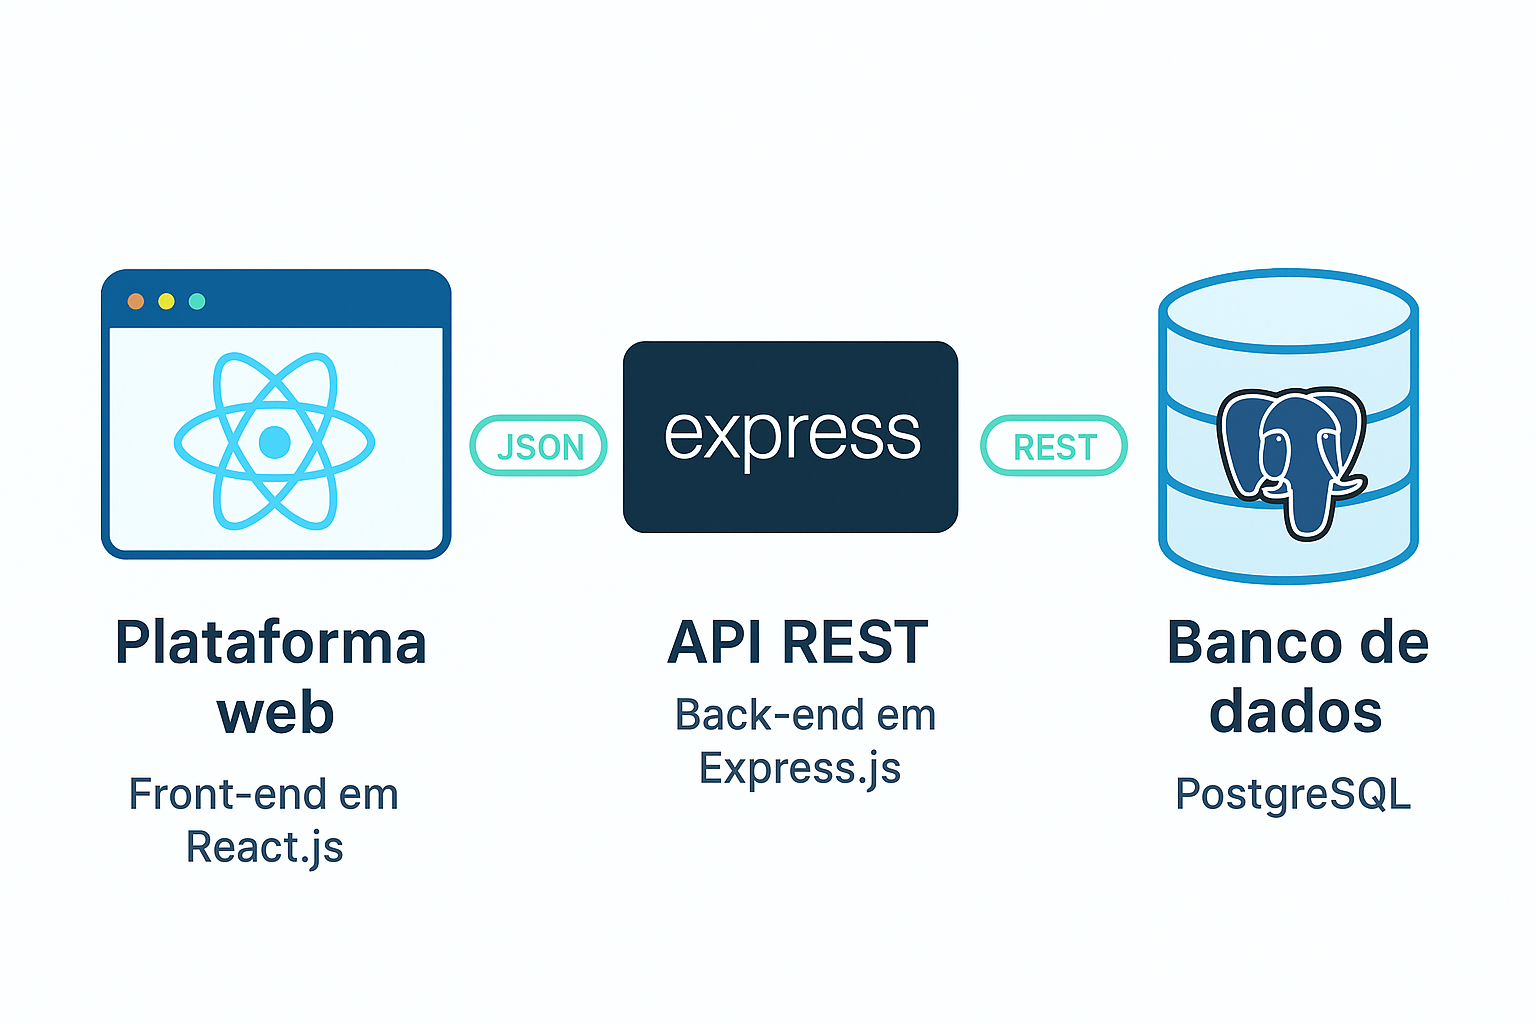 JSON
express
REST
Plataforma
web
Front-end em
React.js
API REST
Back-end em
Express.js
Banco de
dados
PostgreSQL